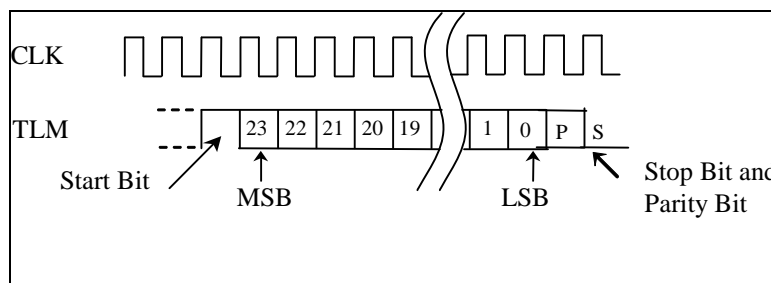 CLK
TLM
23 22 21 20 19 1 0 P S
Start Bit
MSB
LSB
Stop Bit and
Parity Bit